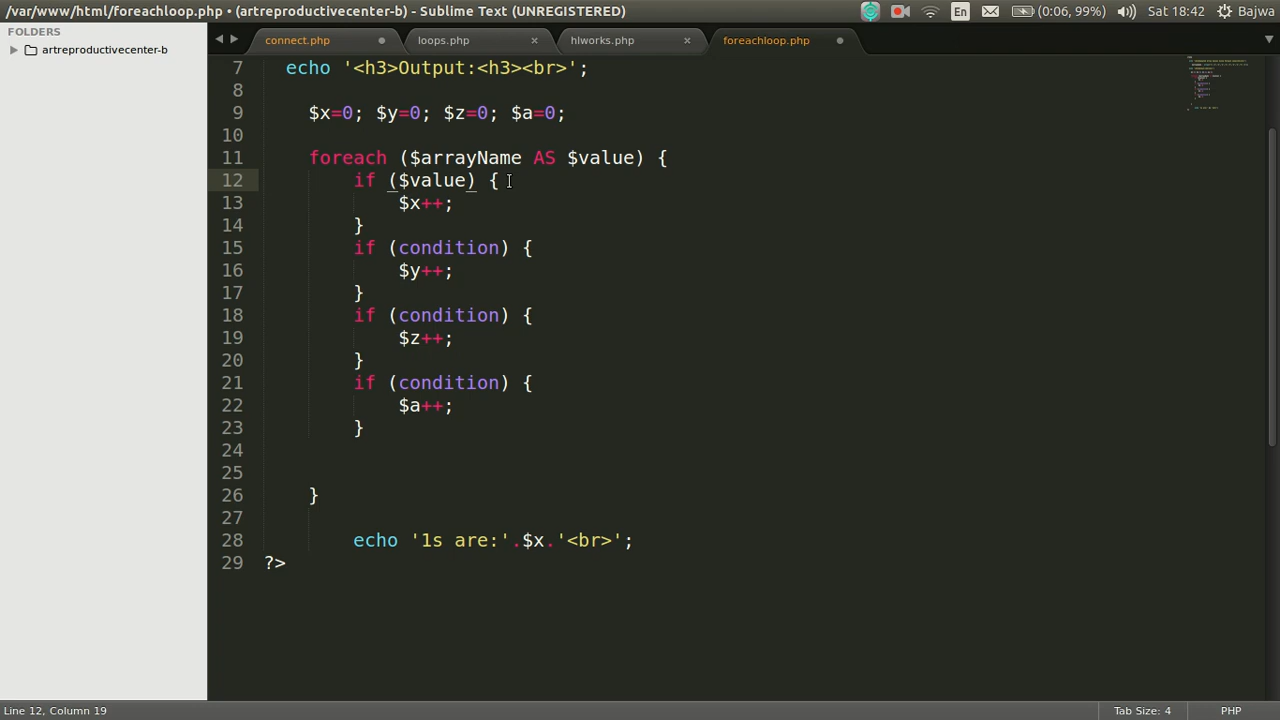 /var/www/html/foreachloop.php • (artreproductivecenter-b) - Sublime Text (UNREGISTERED)
En
(0:06, 99%)
Sat 18:42
Bajwa
FOLDERS
artreproductivecenter-b
connect.php
loops.php
hlworks.php
foreachloop.php
7 echo '<h3>Output:<h3><br>';
8
9 $x=0; $y=0; $z=0; $a=0;
10
11 foreach ($arrayName AS $value) {
12 if ($value) {
13 $x++;
14 }
15 if (condition) {
16 $y++;
17 }
18 if (condition) {
19 $z++;
20 }
21 if (condition) {
22 $a++;
23 }
24
25
26 }
27
28 echo '1s are:'.$x.'<br>';
29 ?>
Line 12, Column 19
Tab Size: 4
PHP